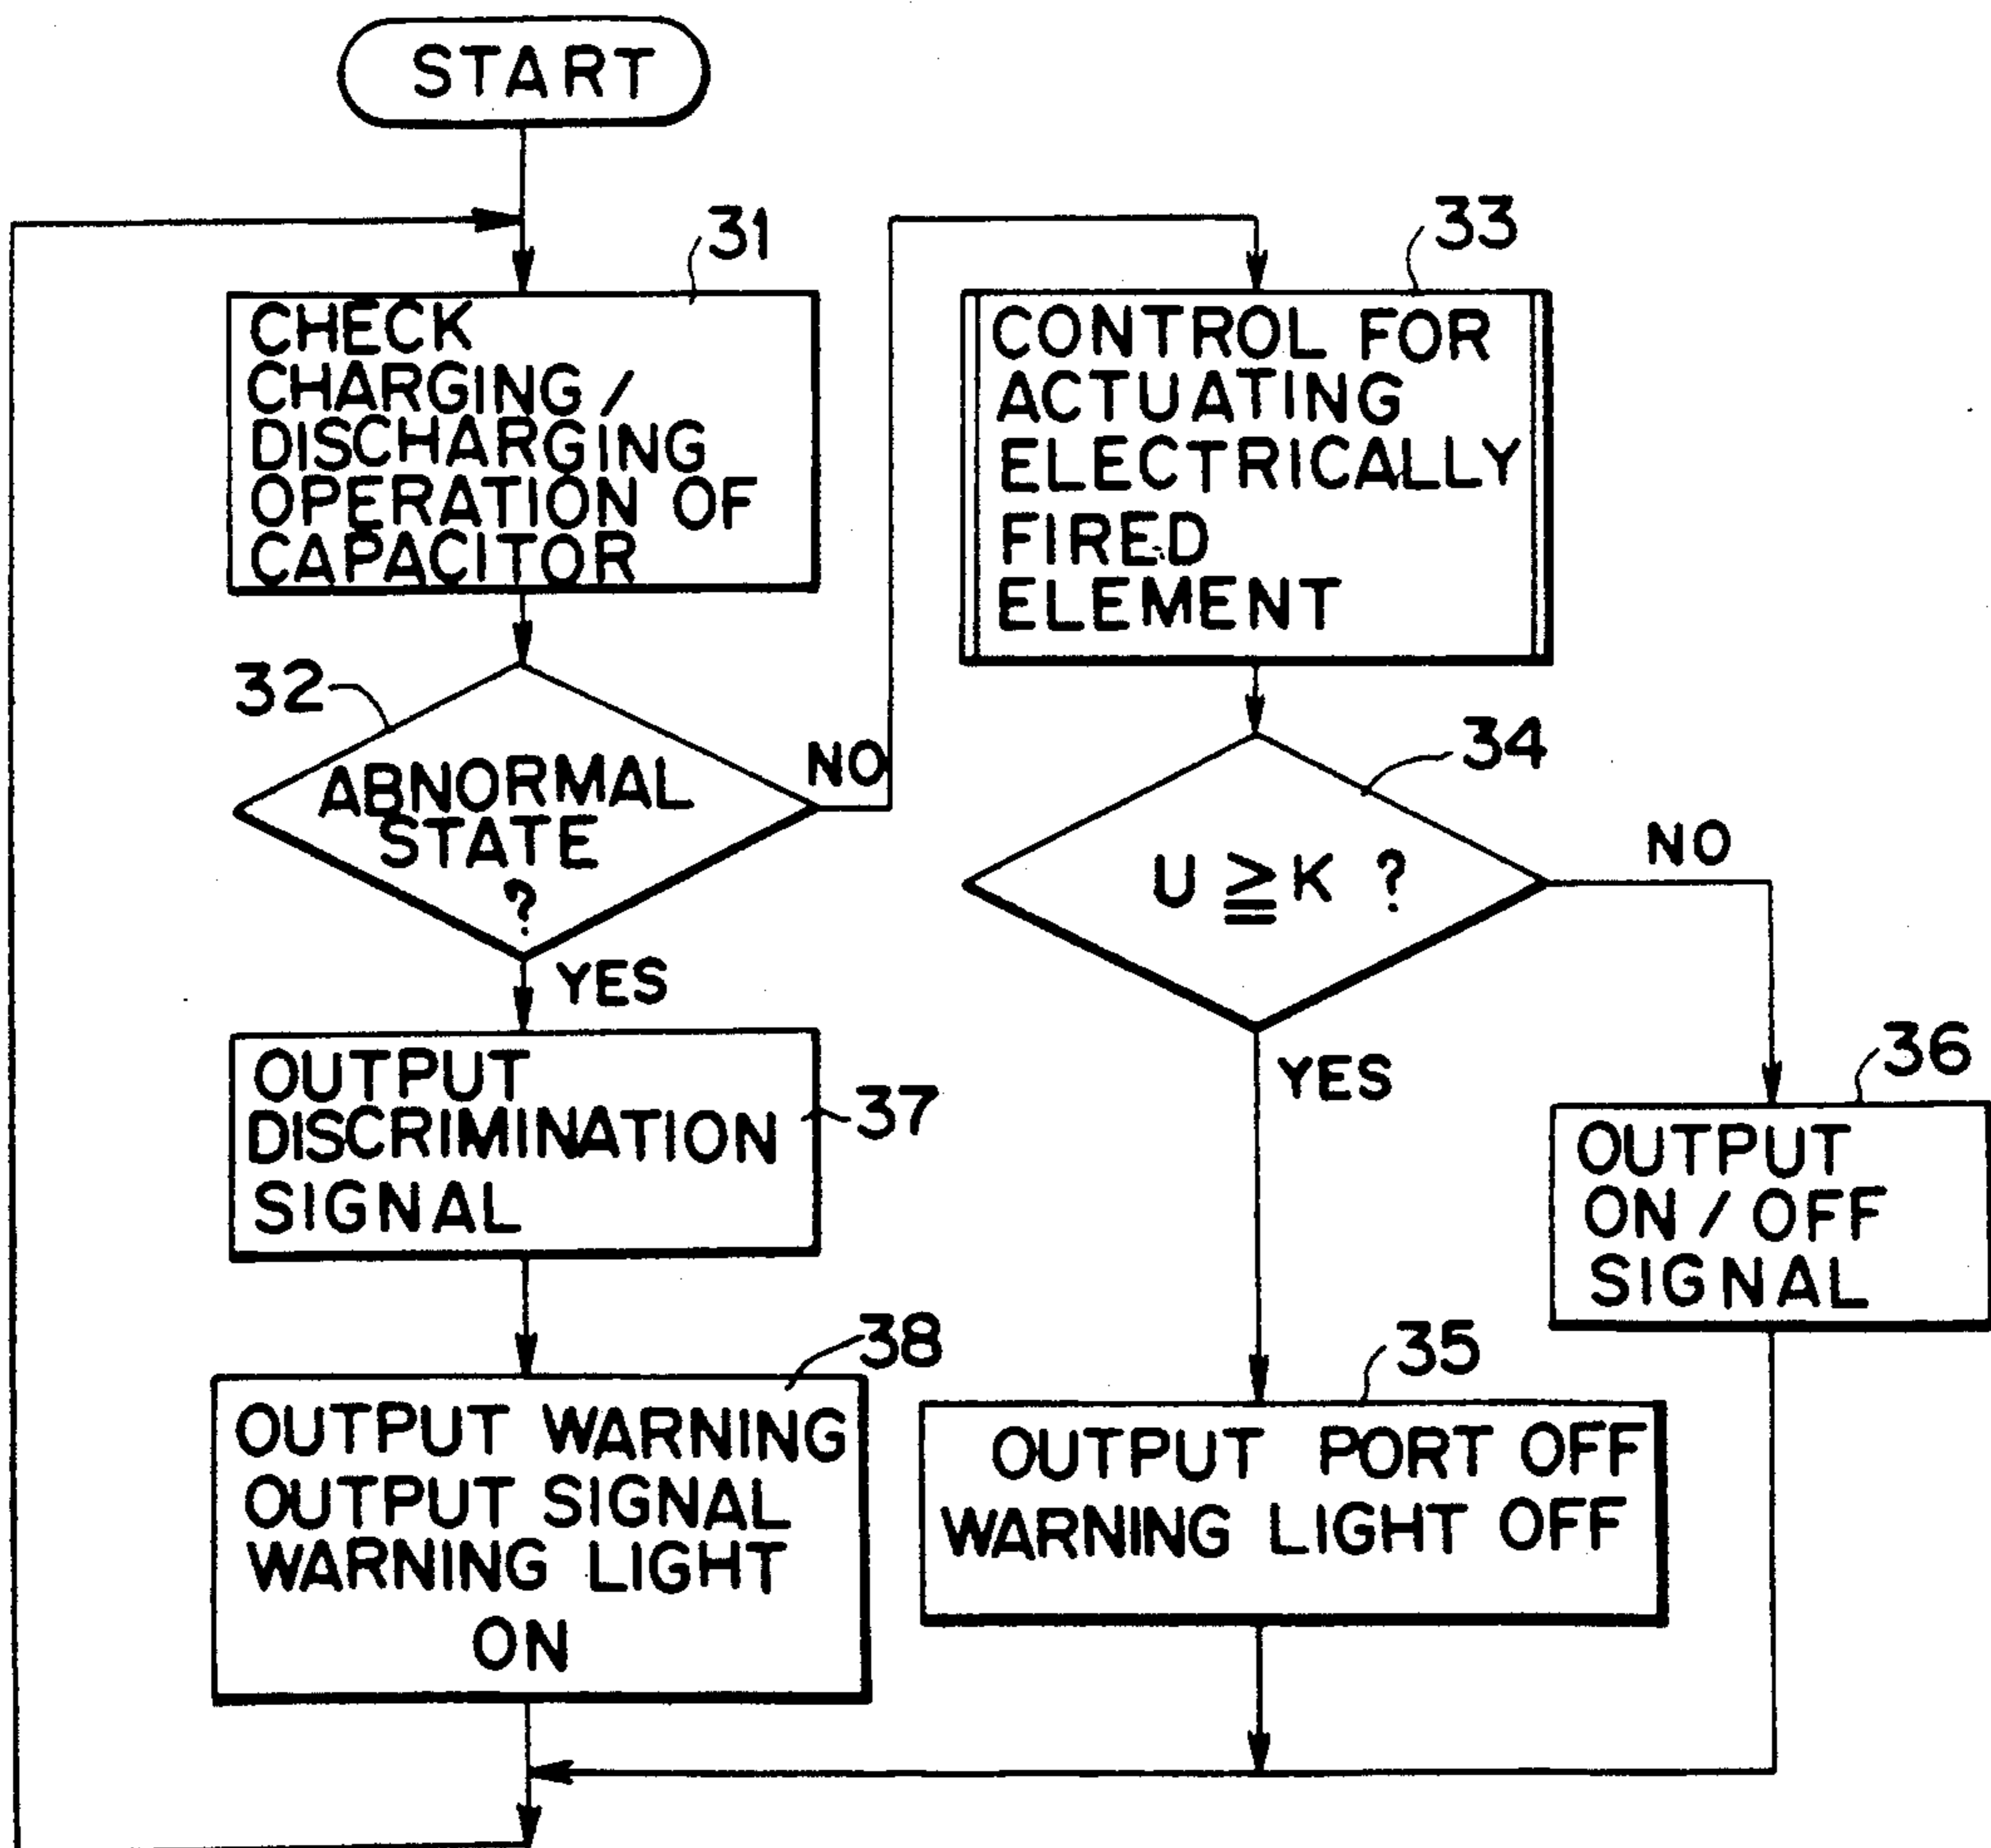 START
31
CHECK
CHARGING/
DISCHARGING
OPERATION OF
CAPACITOR
32
ABNORMAL
STATE
?
NO
YES
33
CONTROL FOR
ACTUATING
ELECTRICALLY
FIRED
ELEMENT
34
U ≧ K ?
NO
YES
36
OUTPUT
ON/OFF
SIGNAL
37
OUTPUT
DISCRIMINATION
SIGNAL
38
OUTPUT WARNING
OUTPUT SIGNAL
WARNING LIGHT
ON
35
OUTPUT PORT OFF
WARNING LIGHT OFF